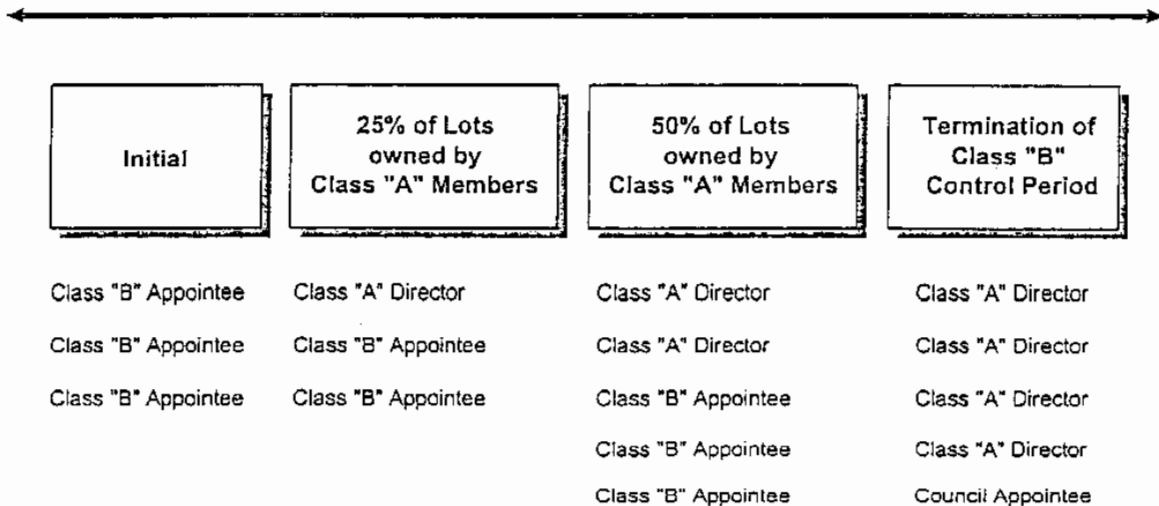 Initial
25% of Lots
owned by
Class "A" Members
50% of Lots
owned by
Class "A" Members
Termination of
Class "B"
Control Period
Class "B" Appointee
Class "B" Appointee
Class "B" Appointee
Class "A" Director
Class "B" Appointee
Class "B" Appointee
Class "A" Director
Class "A" Director
Class "B" Appointee
Class "B" Appointee
Class "B" Appointee
Class "A" Director
Class "A" Director
Class "A" Director
Class "A" Director
Council Appointee